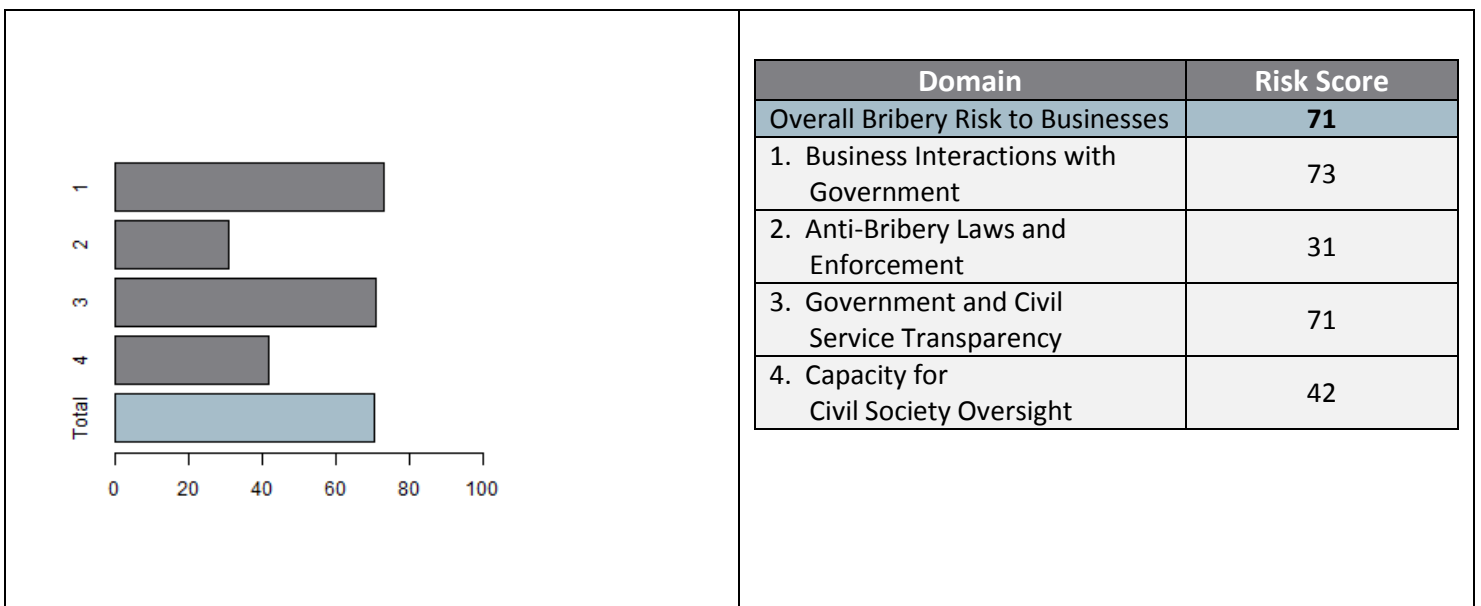 1
2
3
4
Total
0 20 40 60 80 100
Domain Risk Score
Overall Bribery Risk to Businesses 71
1. Business Interactions with
Government 73
2. Anti-Bribery Laws and
Enforcement 31
3. Government and Civil
Service Transparency 71
4. Capacity for
Civil Society Oversight 42